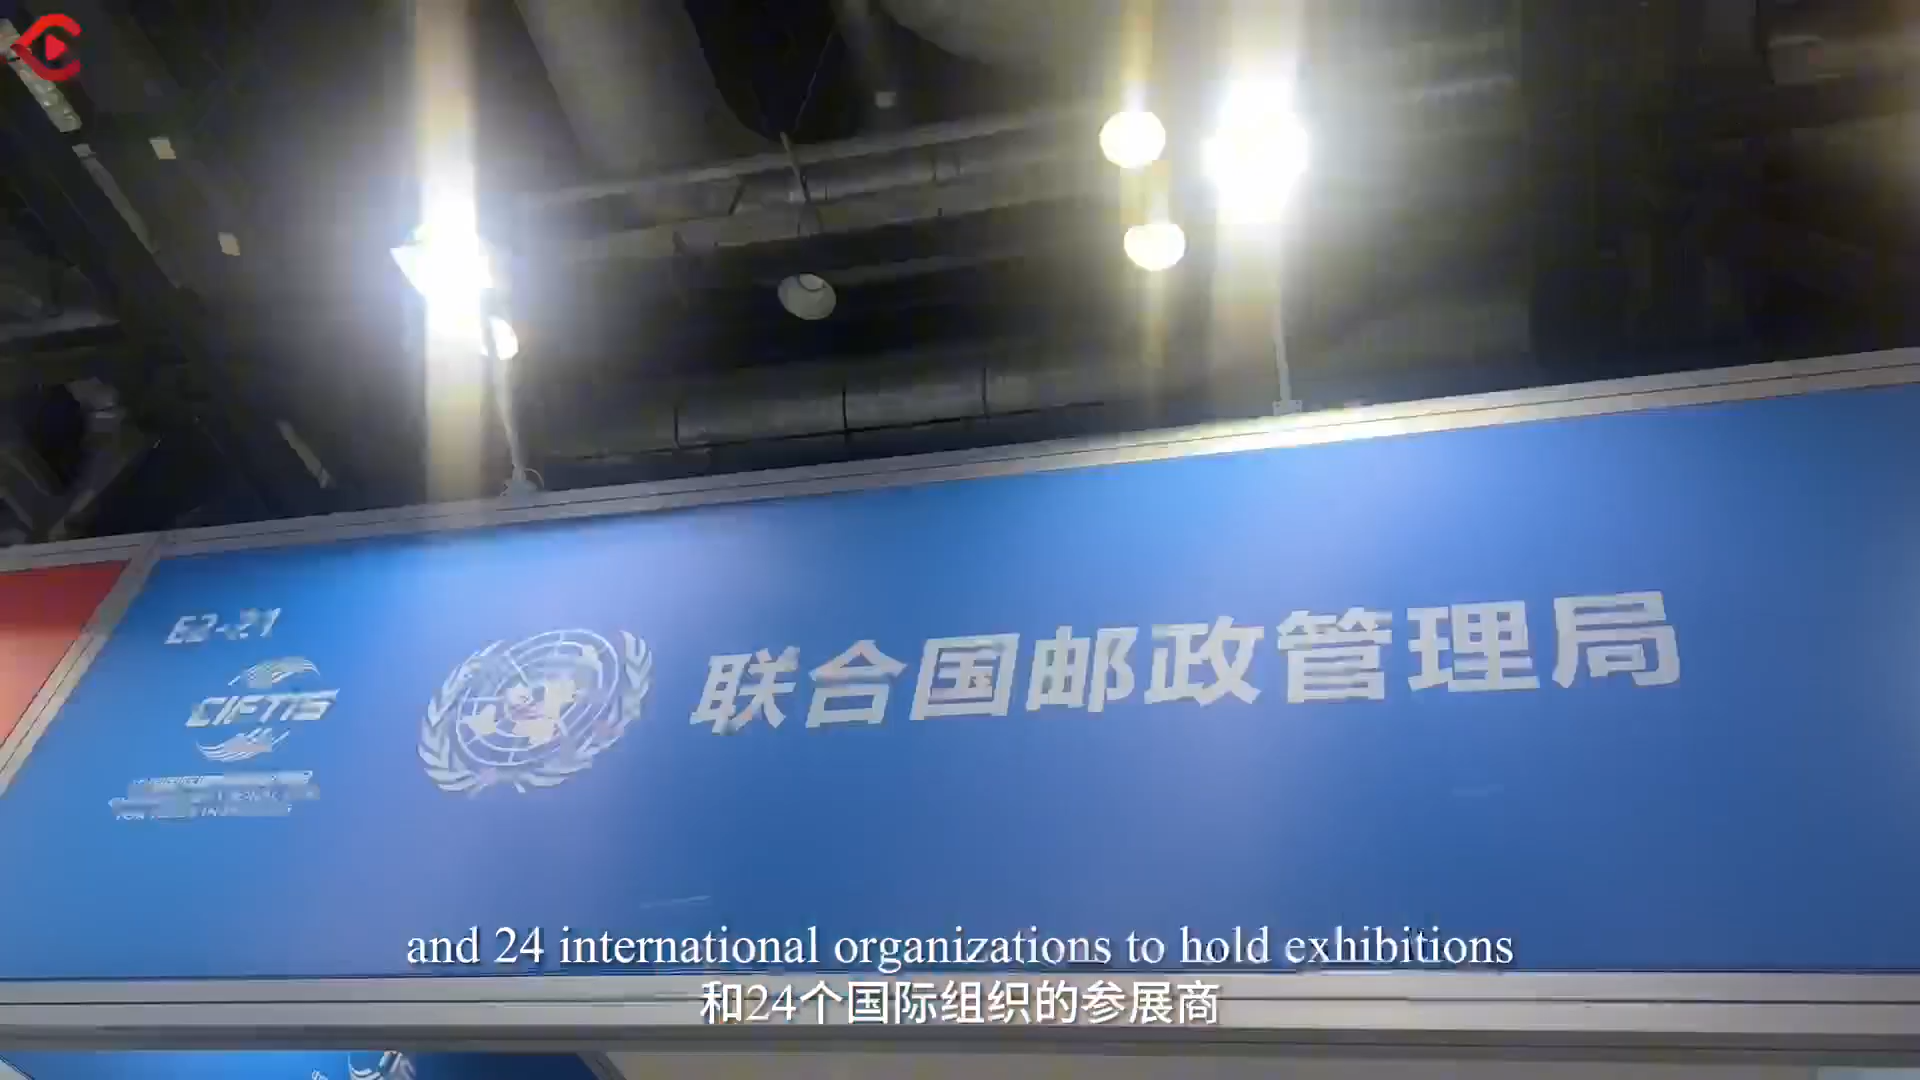 E2-21
CIFTIS
联合国邮政管理局
and 24 international organizations to hold exhibitions
和24个国际组织的参展商